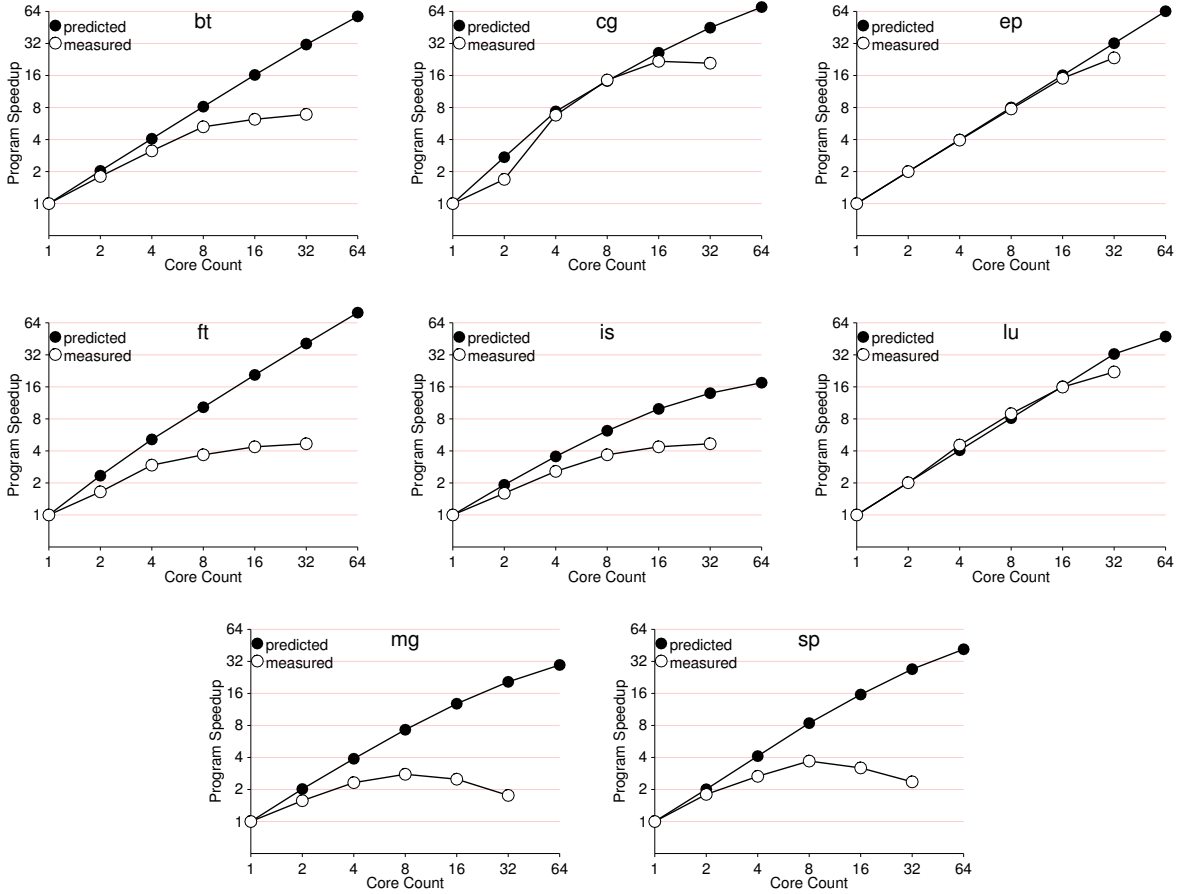 bt
predicted
measured
Program Speedup
64
32
16
8
4
2
1
1 2 4 8 16 32 64
Core Count
cg
predicted
measured
Program Speedup
64
32
16
8
4
2
1
1 2 4 8 16 32 64
Core Count
ep
predicted
measured
Program Speedup
64
32
16
8
4
2
1
1 2 4 8 16 32 64
Core Count
ft
predicted
measured
Program Speedup
64
32
16
8
4
2
1
1 2 4 8 16 32 64
Core Count
is
predicted
measured
Program Speedup
64
32
16
8
4
2
1
1 2 4 8 16 32 64
Core Count
lu
predicted
measured
Program Speedup
64
32
16
8
4
2
1
1 2 4 8 16 32 64
Core Count
mg
predicted
measured
Program Speedup
64
32
16
8
4
2
1
1 2 4 8 16 32 64
Core Count
sp
predicted
measured
Program Speedup
64
32
16
8
4
2
1
1 2 4 8 16 32 64
Core Count